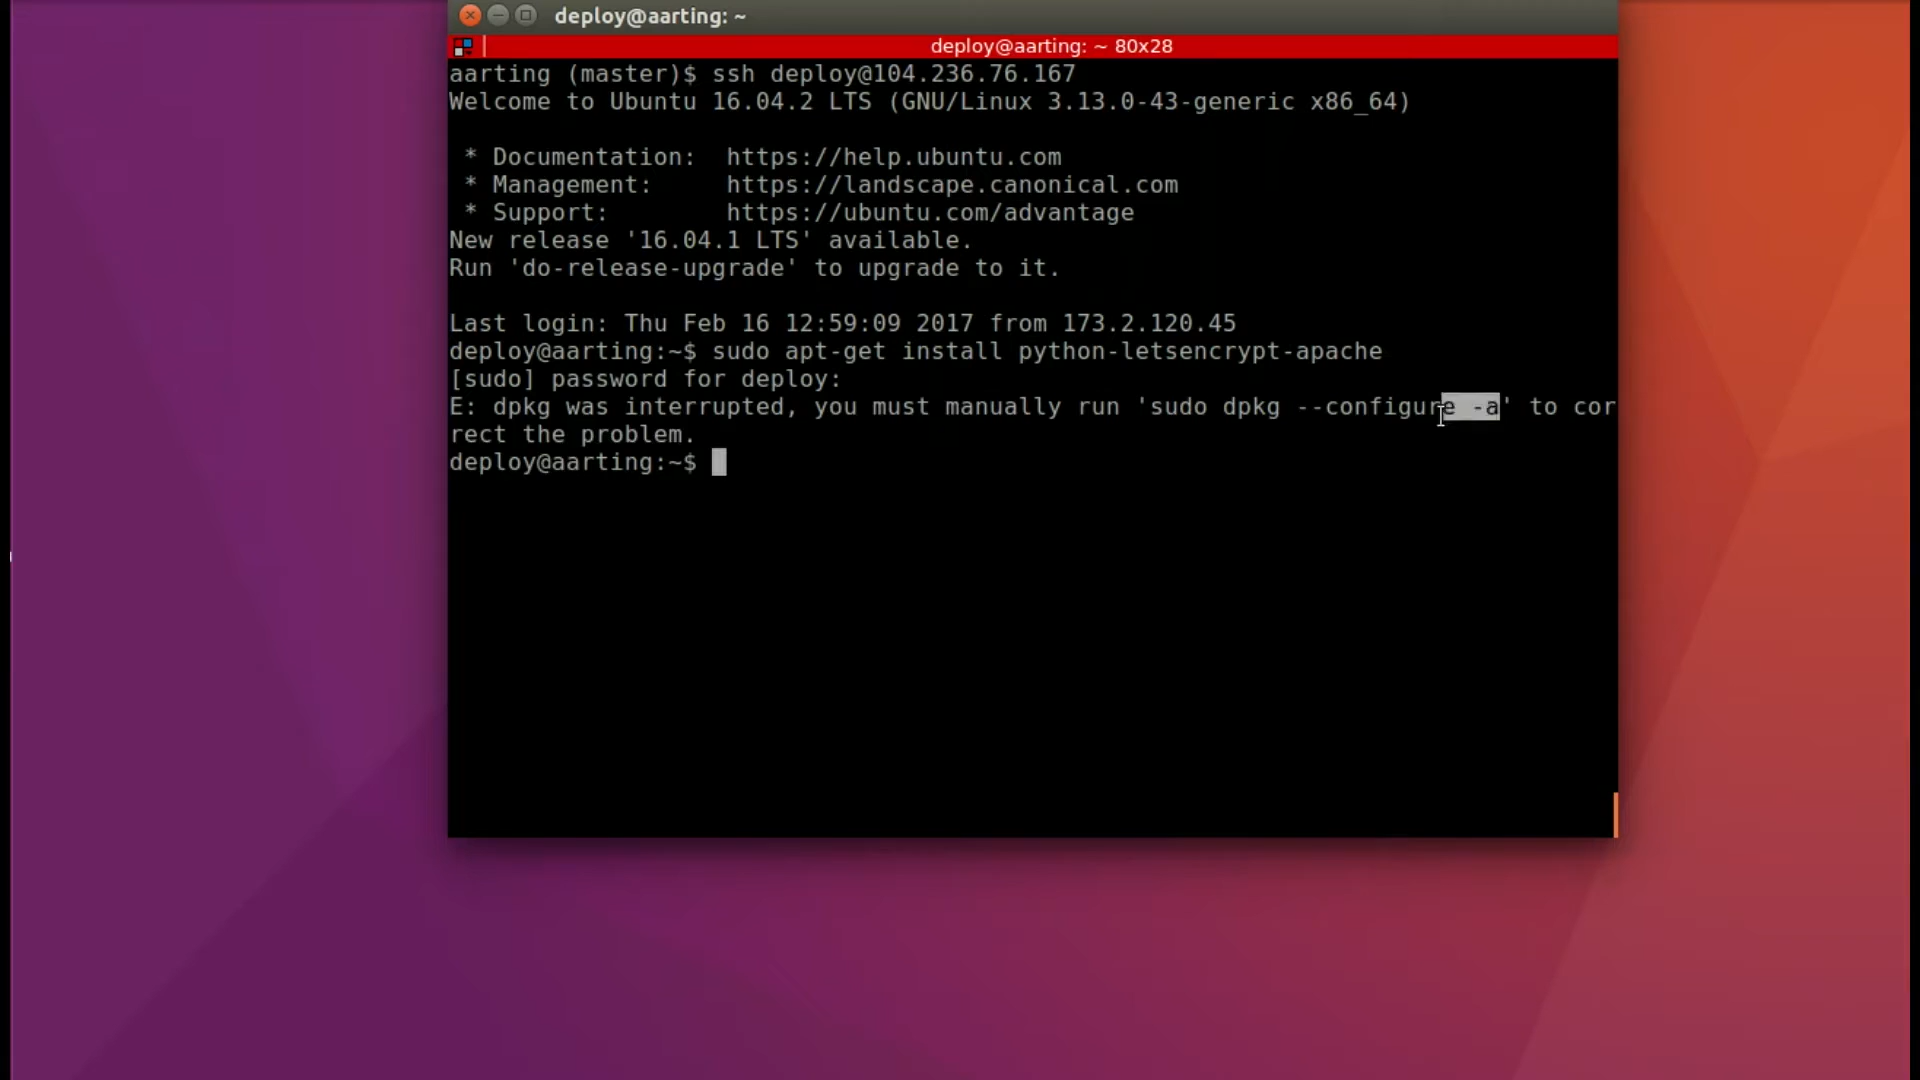 deploy@aarting: ~
deploy@aarting: ~ 80x28
aarting (master)$ ssh deploy@104.236.76.167
Welcome to Ubuntu 16.04.2 LTS (GNU/Linux 3.13.0-43-generic x86_64)
* Documentation: https://help.ubuntu.com
* Management: https://landscape.canonical.com
* Support: https://ubuntu.com/advantage
New release '16.04.1 LTS' available.
Run 'do-release-upgrade' to upgrade to it.
Last login: Thu Feb 16 12:59:09 2017 from 173.2.120.45
deploy@aarting:~$ sudo apt-get install python-letsencrypt-apache
[sudo] password for deploy:
E: dpkg was interrupted, you must manually run 'sudo dpkg --configure -a' to cor
rect the problem.
deploy@aarting:~$